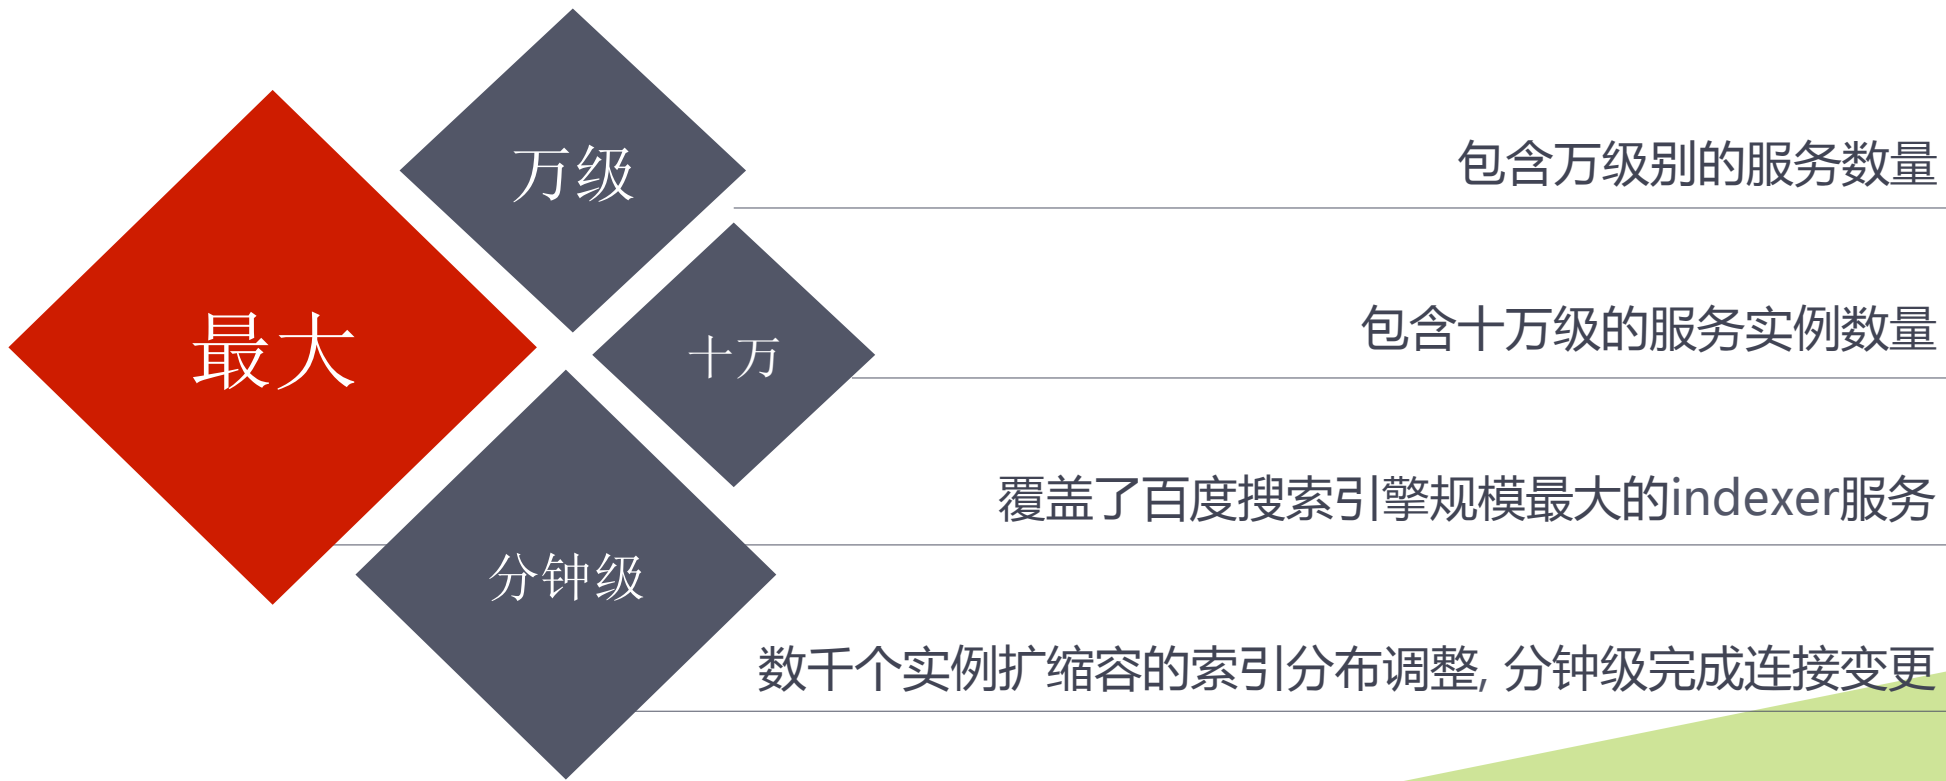 万级
包含万级别的服务数量
最大
十万
包含十万级的服务实例数量
覆盖了百度搜索引擎规模最大的indexer服务
分钟级
数千个实例扩缩容的索引分布调整, 分钟级完成连接变更